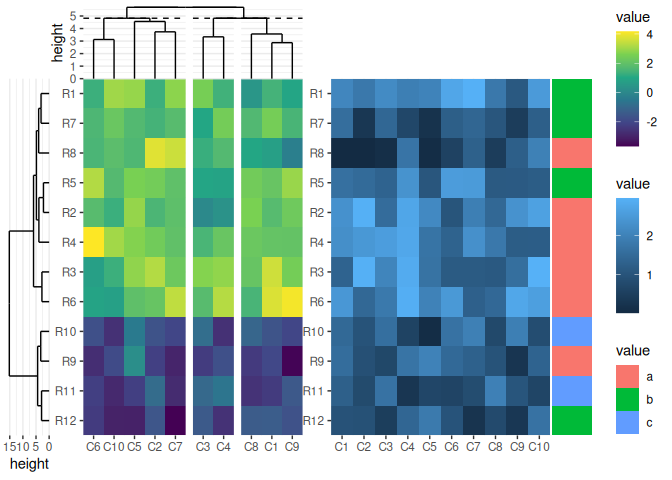 height
5
4
3
2
1
0
R1
R7
R8
R5
R2
R4
R3
R6
R10
R9
R11
R12
C6 C10 C5 C2 C7 C3 C4 C8 C1 C9
15 10 5 0
height
R1
R7
R8
R5
R2
R4
R3
R6
R10
R9
R11
R12
C1 C2 C3 C4 C5 C6 C7 C8 C9 C10
value
4
2
0
-2
value
2
1
value
a
b
c